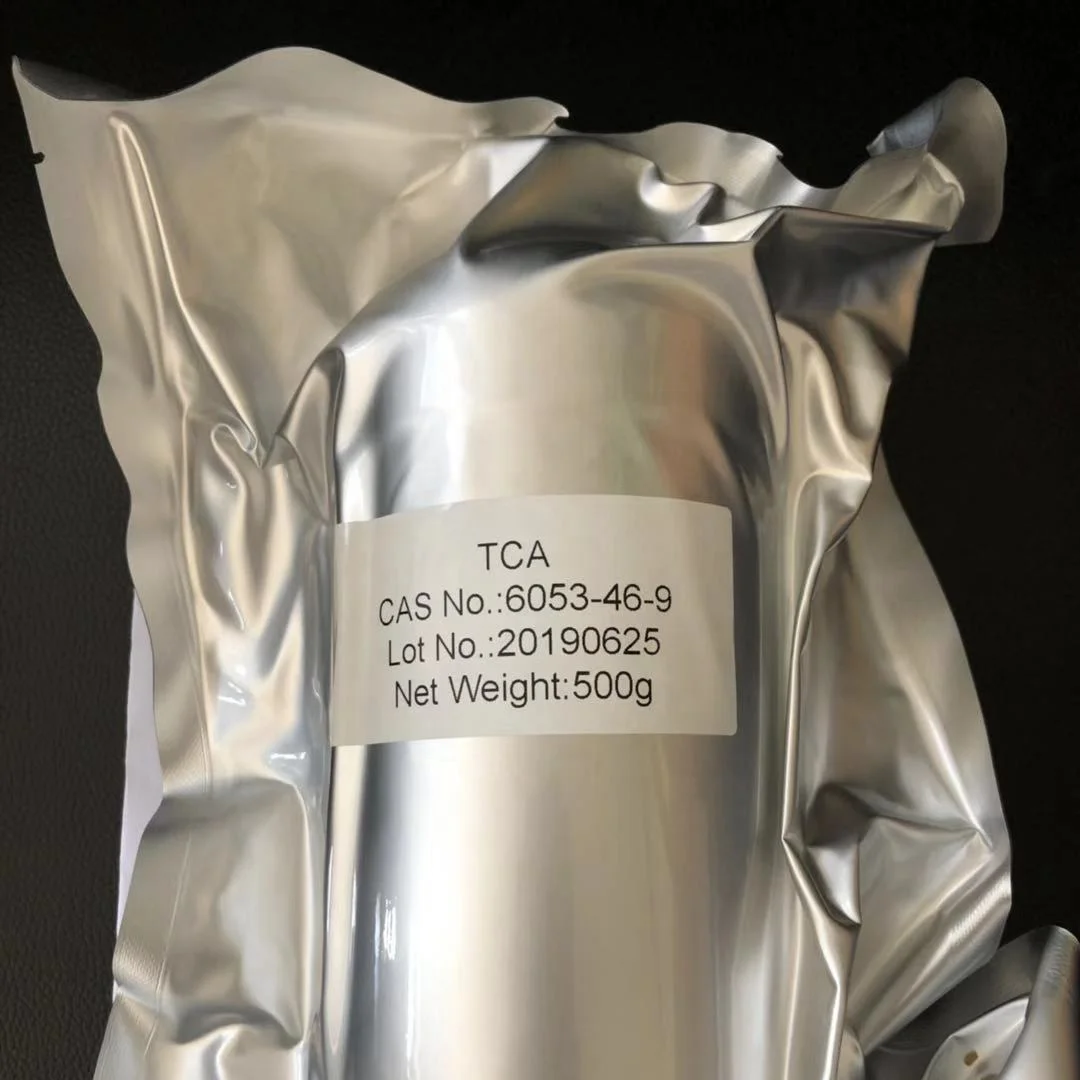 TCA
CAS No.:6053-46-9
Lot No.:20190625
Net Weight:500g